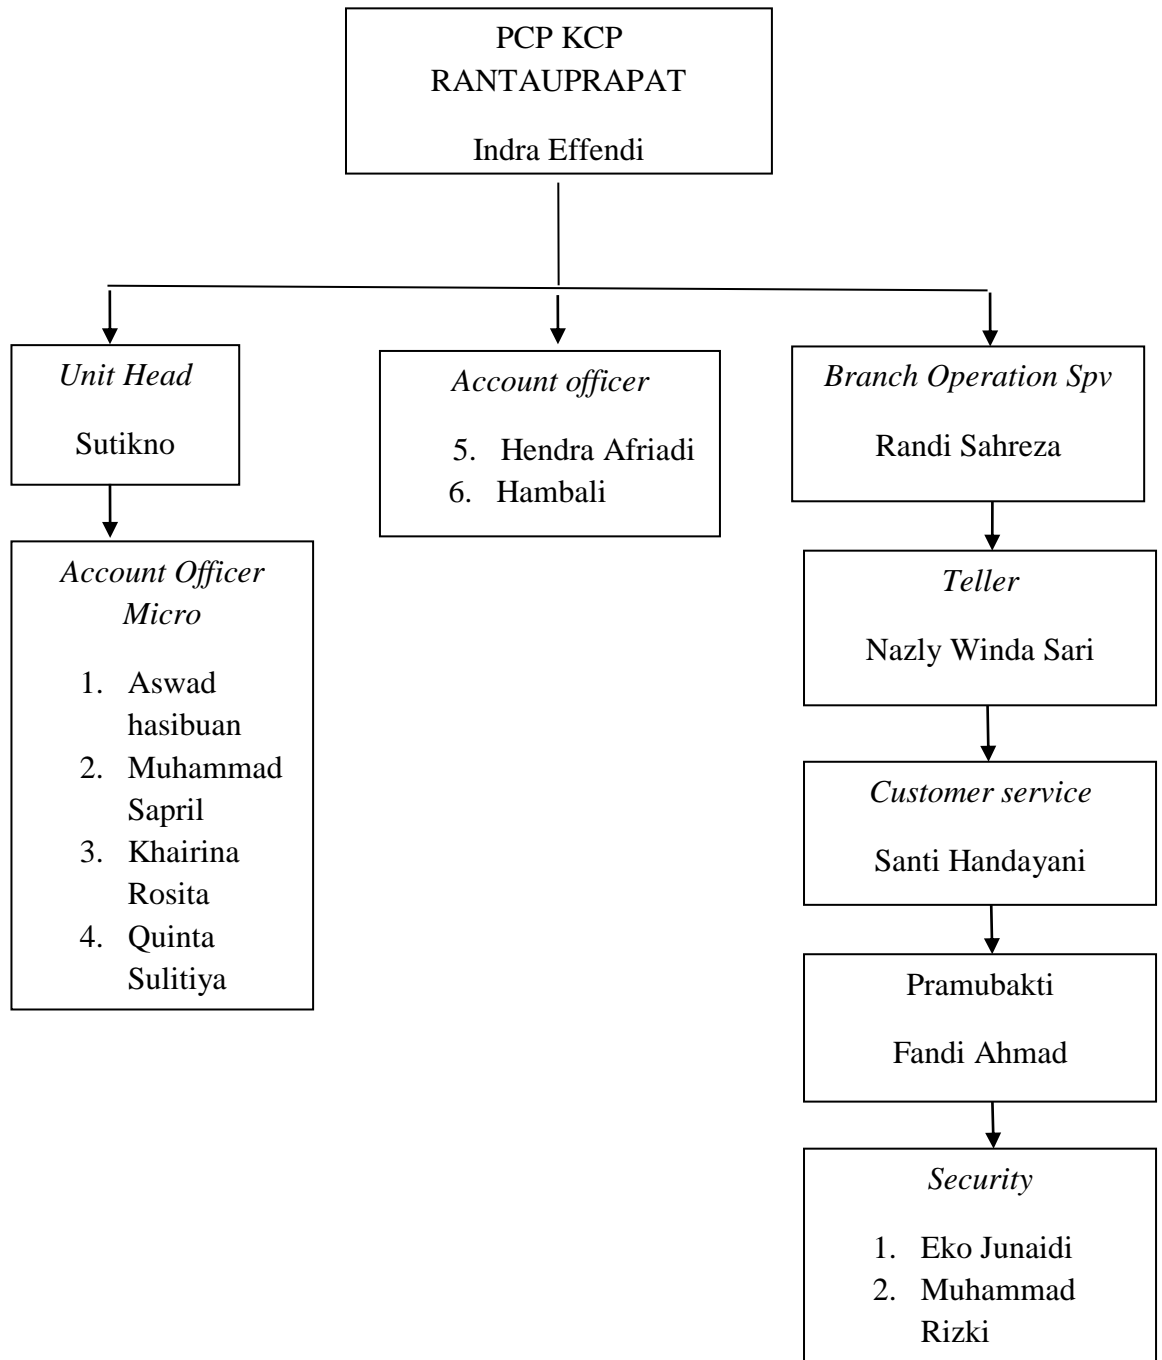 PCP KCP
RANTAUPRAPAT
Indra Effendi
Unit Head
Sutikno
Account officer
5. Hendra Afriadi
6. Hambali
Branch Operation Spv
Randi Sahreza
Account Officer
Micro
1. Aswad
hasibuan
2. Muhammad
Sapril
3. Khairina
Rosita
4. Quinta
Sulitiya
Teller
Nazly Winda Sari
Customer service
Santi Handayani
Pramubakti
Fandi Ahmad
Security
1. Eko Junaidi
2. Muhammad
Rizki